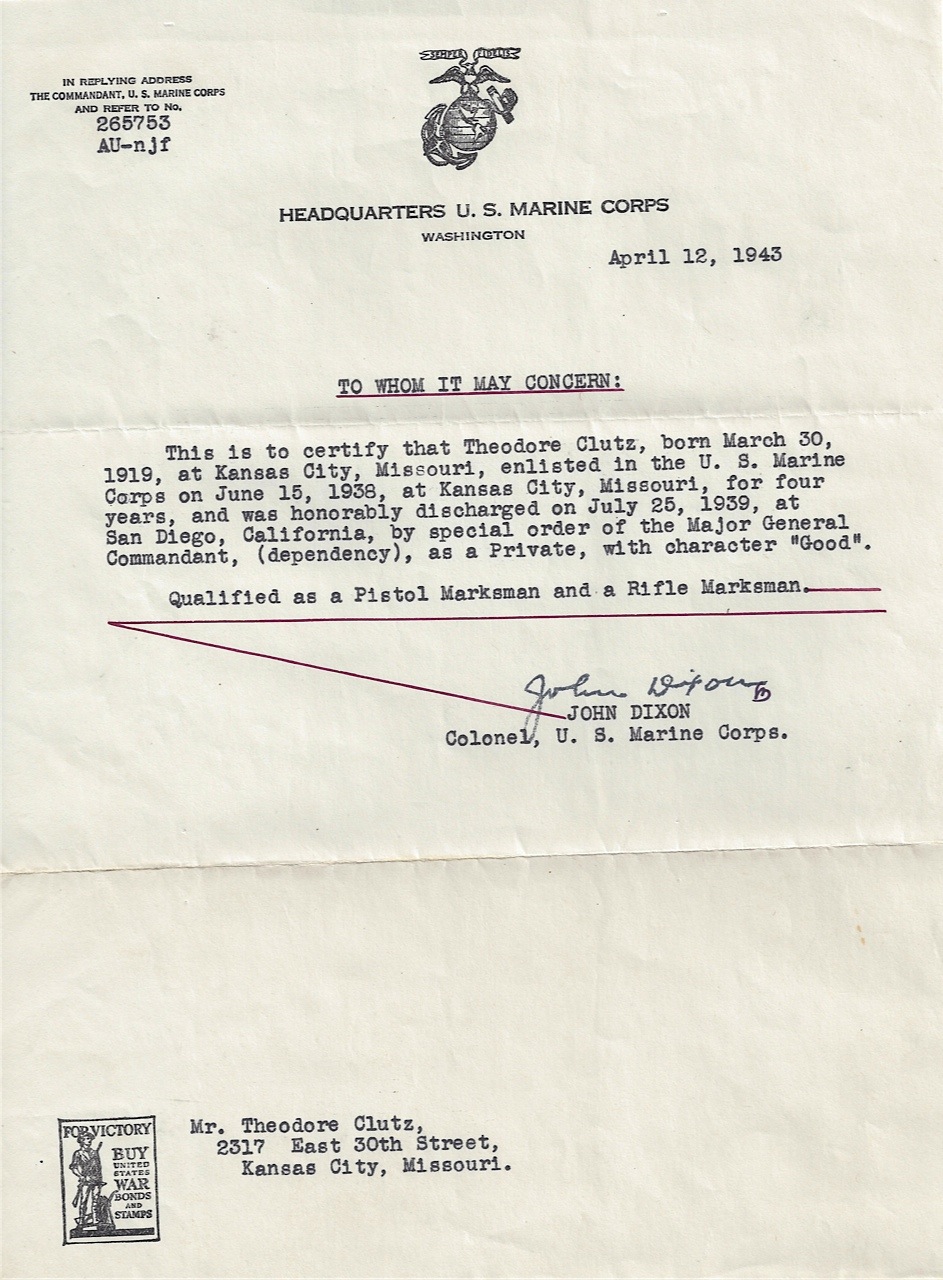 SEMPER FIDELIS
IN REPLYING ADDRESS
THE COMMANDANT, U. S. MARINE CORPS
AND REFER TO No.
265753
AU-njf
HEADQUARTERS U. S. MARINE CORPS
WASHINGTON
April 12, 1943
TO WHOM IT MAY CONCERN:
This is to certify that Theodore Clutz, born March 30,
1919, at Kansas City, Missouri, enlisted in the U. S. Marine
Corps on June 15, 1938, at Kansas City, Missouri, for four
years, and was honorably discharged on July 25, 1939, at
San Diego, California, by special order of the Major General
Commandant, (dependency), as a Private, with character "Good".
Qualified as a Pistol Marksman and a Rifle Marksman.
John Dixon
JOHN DIXON
Colonel, U. S. Marine Corps.
Mr. Theodore Clutz,
2317 East 30th Street,
Kansas City, Missouri.
FOR VICTORY
BUY
UNITED
STATES
WAR
BONDS
AND
STAMPS